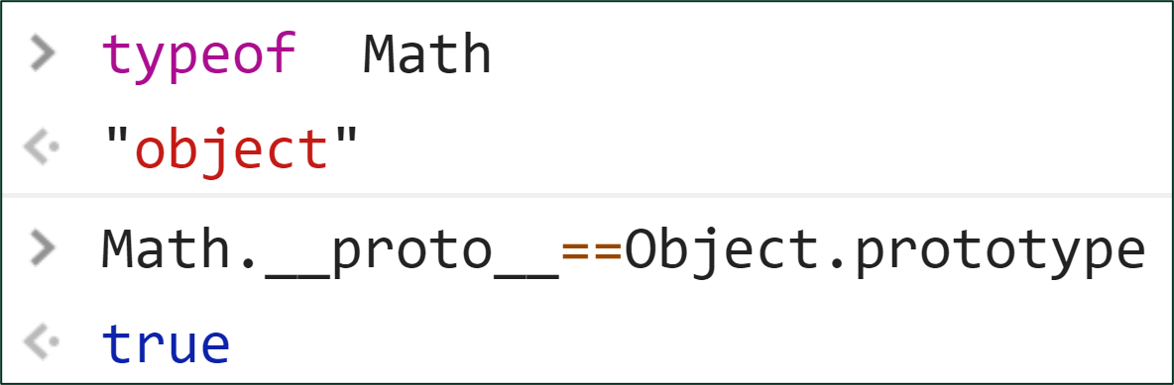 > typeof  Math
"object"
> Math.__proto__==Object.prototype
true